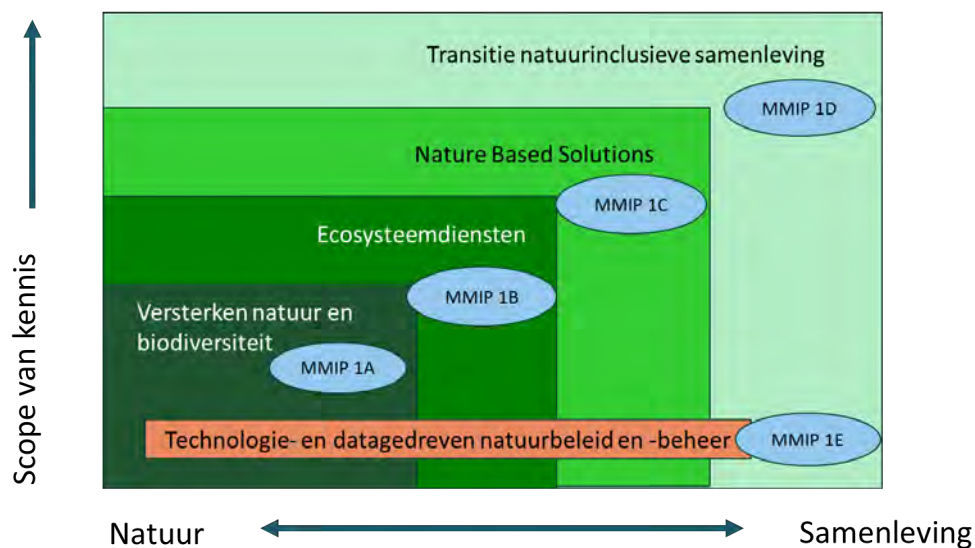 Transitie natuurinclusieve samenleving
MMIP 1D
Nature Based Solutions
MMIP 1C
Ecosysteemdiensten
MMIP 1B
Versterken natuur en
biodiversiteit
MMIP 1A
Technologie- en datagedreven natuurbeleid en -beheer
MMIP 1E
Scope van kennis
Natuur
Samenleving